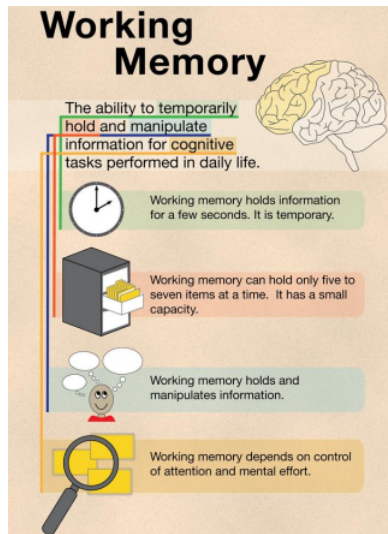 Working
Memory
The ability to temporarily
hold and manipulate
information for cognitive
tasks performed in daily life.
Working memory holds information
for a few seconds. It is temporary.
Working memory can hold only five to
seven items at a time. It has a small
capacity.
Working memory holds and
manipulates information.
Working memory depends on control
of attention and mental effort.